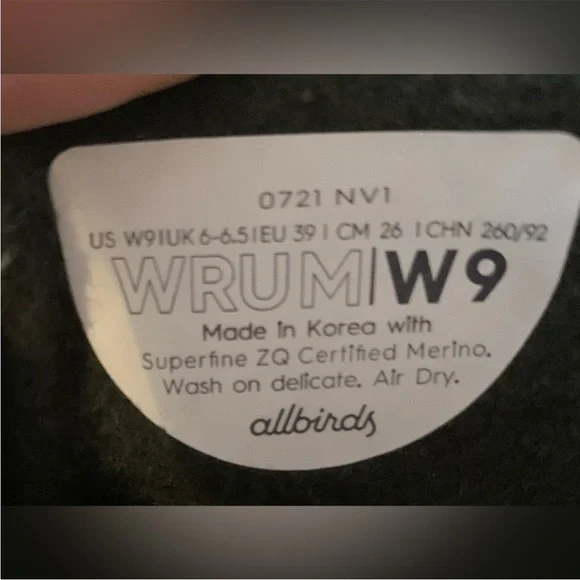 0721 NV1
US W9|UK 6-6.5|EU 39 | CM 26 | CHN 260/92
WRUM|W9
Made in Korea with
Superfine ZQ Certified Merino.
Wash on delicate. Air Dry.
allbirds